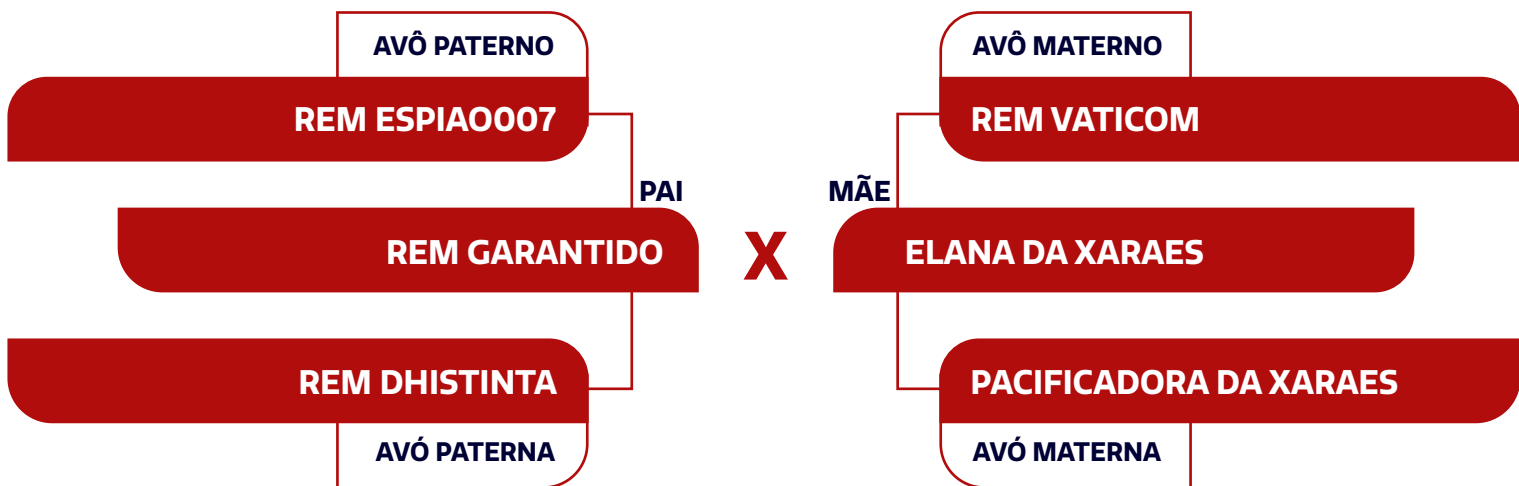 AVÔ PATERNO
REM ESPIAO007
PAI
REM GARANTIDO
REM DHISTINTA
AVÓ PATERNA
X
AVÔ MATERNO
REM VATICOM
MÃE
ELANA DA XARAES
PACIFICADORA DA XARAES
AVÓ MATERNA